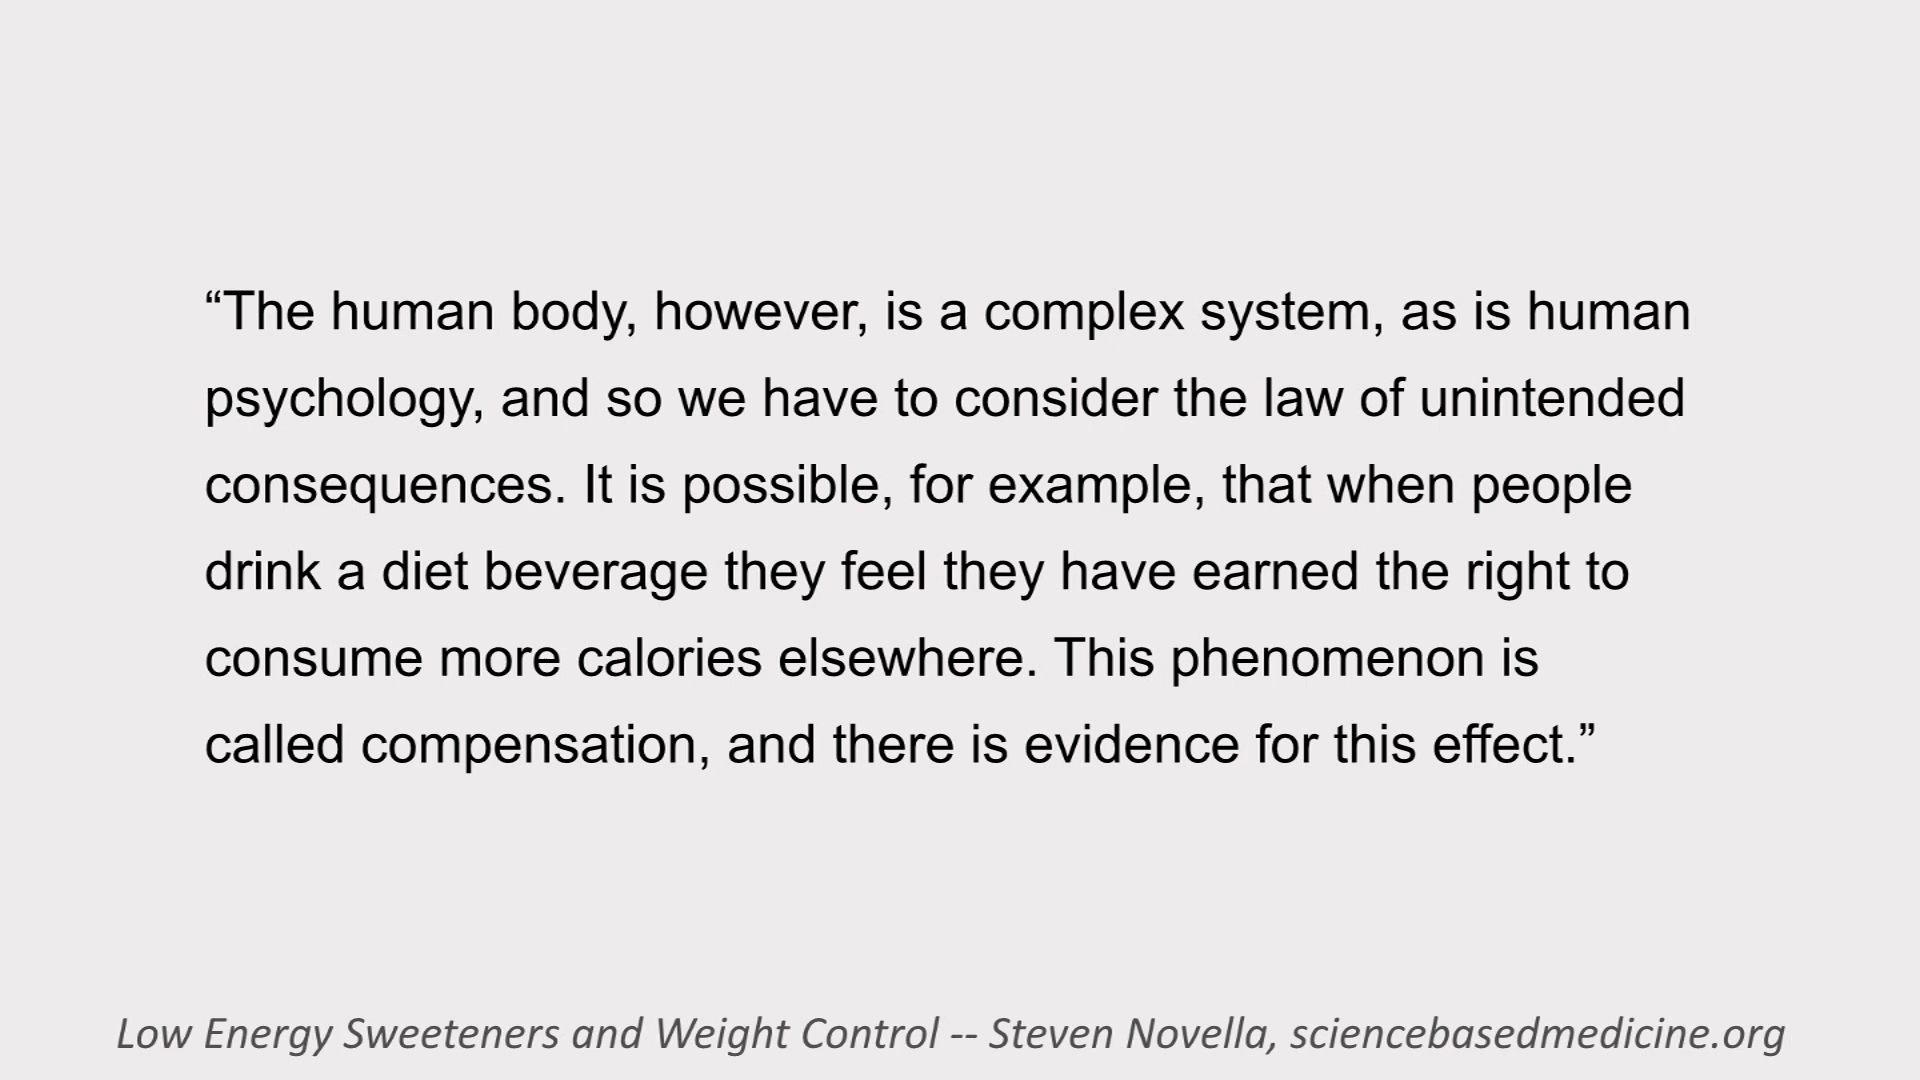 “The human body, however, is a complex system, as is human
psychology, and so we have to consider the law of unintended
consequences. It is possible, for example, that when people
drink a diet beverage they feel they have earned the right to
consume more calories elsewhere. This phenomenon is
called compensation, and there is evidence for this effect.”
Low Energy Sweeteners and Weight Control -- Steven Novella, sciencebasedmedicine.org